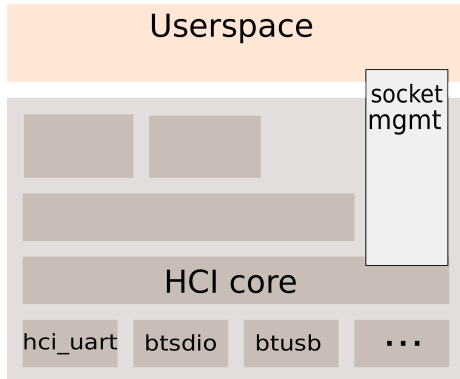 Userspace
socket
mgmt
HCI core
hci_uart btsdio btusb ...